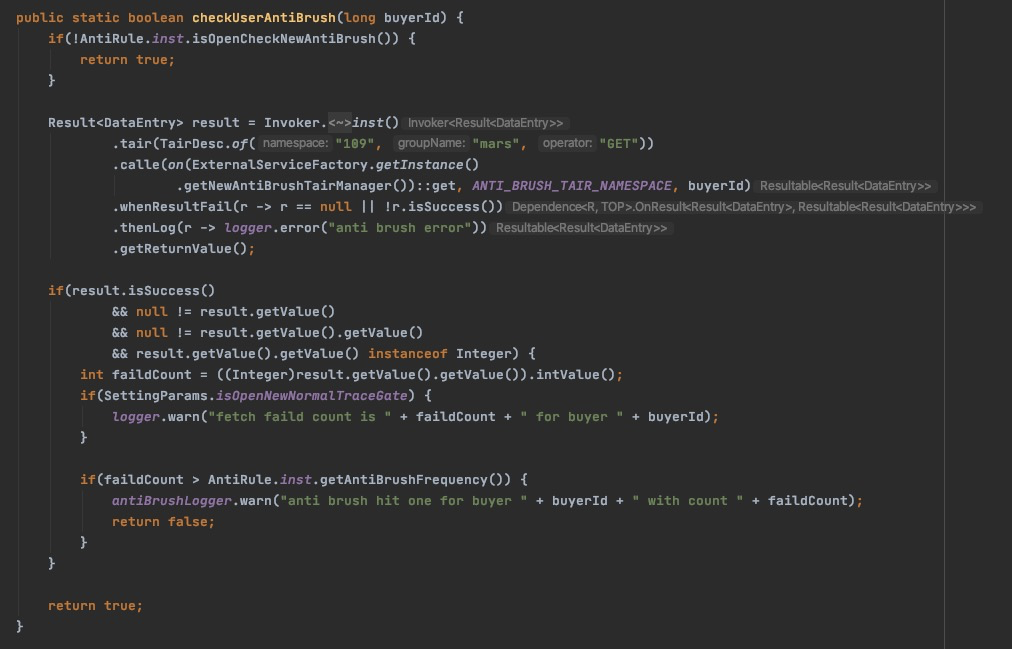 public static boolean checkUserAntiBrush(long buyerId) {
    if(!AntiRule.inst.isOpenCheckNewAntiBrush()) {
        return true;
    }

    Result<DataEntry> result = Invoker.<~>inst() Invoker<Result<DataEntry>>
            .tair(TairDesc.of( namespace: "109", groupName: "mars", operator: "GET"))
            .calle(on(ExternalServiceFactory.getInstance()
                    .getNewAntiBrushTairManager())::get, ANTI_BRUSH_TAIR_NAMESPACE, buyerId) Resultable<Result<DataEntry>>
            .whenResultFail(r -> r == null || !r.isSuccess()) Dependence<R, TOP>.OnResult<Result<DataEntry>, Resultable<Result<DataEntry>>>
            .thenLog(r -> logger.error("anti brush error")) Resultable<Result<DataEntry>>
            .getReturnValue();

    if(result.isSuccess()
            && null != result.getValue()
            && null != result.getValue().getValue()
            && result.getValue().getValue() instanceof Integer) {
        int faildCount = ((Integer)result.getValue().getValue()).intValue();
        if(SettingParams.isOpenNewNormalTraceGate) {
            logger.warn("fetch faild count is " + faildCount + " for buyer " + buyerId);
        }

        if(faildCount > AntiRule.inst.getAntiBrushFrequency()) {
            antiBrushLogger.warn("anti brush hit one for buyer " + buyerId + " with count " + faildCount);
            return false;
        }
    }

    return true;
}